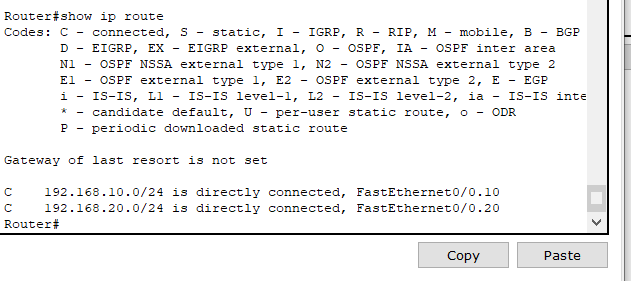 Router#show ip route
Codes: C - connected, S - static, I - IGRP, R - RIP, M - mobile, B - BGP
       D - EIGRP, EX - EIGRP external, O - OSPF, IA - OSPF inter area
       N1 - OSPF NSSA external type 1, N2 - OSPF NSSA external type 2
       E1 - OSPF external type 1, E2 - OSPF external type 2, E - EGP
       i - IS-IS, L1 - IS-IS level-1, L2 - IS-IS level-2, ia - IS-IS inte
       * - candidate default, U - per-user static route, o - ODR
       P - periodic downloaded static route
Gateway of last resort is not set
C    192.168.10.0/24 is directly connected, FastEthernet0/0.10
C    192.168.20.0/24 is directly connected, FastEthernet0/0.20
Router#
Copy Paste